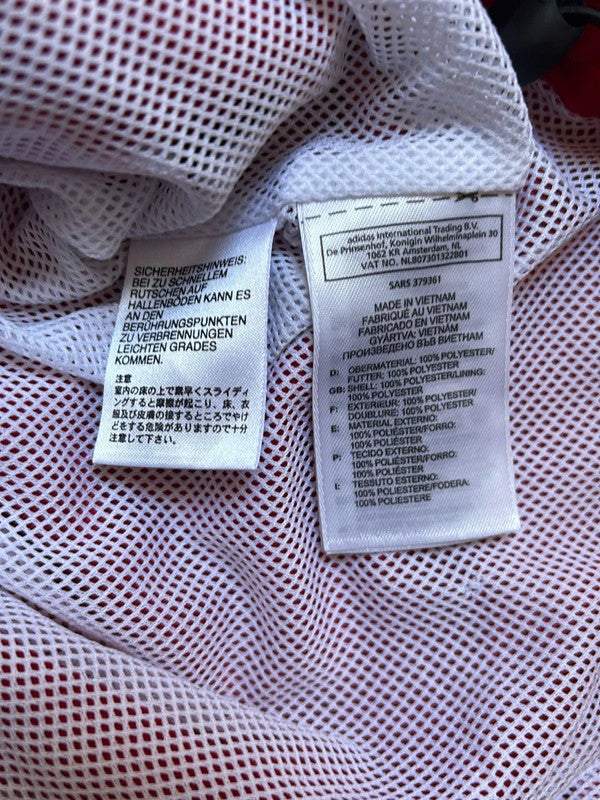 SICHERHEITSHINWEIS:
BEI ZU SCHNELLEM
RUTSCHEN AUF
HALLENBÖDEN KANN ES
AN DEN
BERÜHRUNGSPUNKTEN
ZU VERBRENNUNGEN
LEICHTEN GRADES
KOMMEN.
注意
室内の床の上で素早くスライディ
ングすると摩擦が起こり、床、衣
服及び皮膚の接するところでやけ
どをする危険がありますので十分
注意して下さい。
adidas International Trading B.V.
De Prinsenhof, Konigin Wilhelminaplein 30
1062 KR Amsterdam, NL
VAT NO. NL807301322B01
SARS 379361
MADE IN VIETNAM
FABRIQUÉ AU VIETNAM
FABRICADO EN VIETNAM
GYÁRTVA: VIETNÁM
ПРОИЗВЕДЕНО ВЪВ ВИЕТНАМ
D: OBERMATERIAL: 100% POLYESTER/
FUTTER: 100% POLYESTER
GB: SHELL: 100% POLYESTER/LINING:
100% POLYESTER
F: EXTERIEUR: 100% POLYESTER/
DOUBLURE: 100% POLYESTER
E: MATERIAL EXTERNO:
100% POLIÉSTER/FORRO:
100% POLIÉSTER
P: TECIDO EXTERNO:
100% POLIÉSTER/FORRO:
100% POLIÉSTER
I: TESSUTO ESTERNO:
100% POLIESTERE/FODERA:
100% POLIESTERE